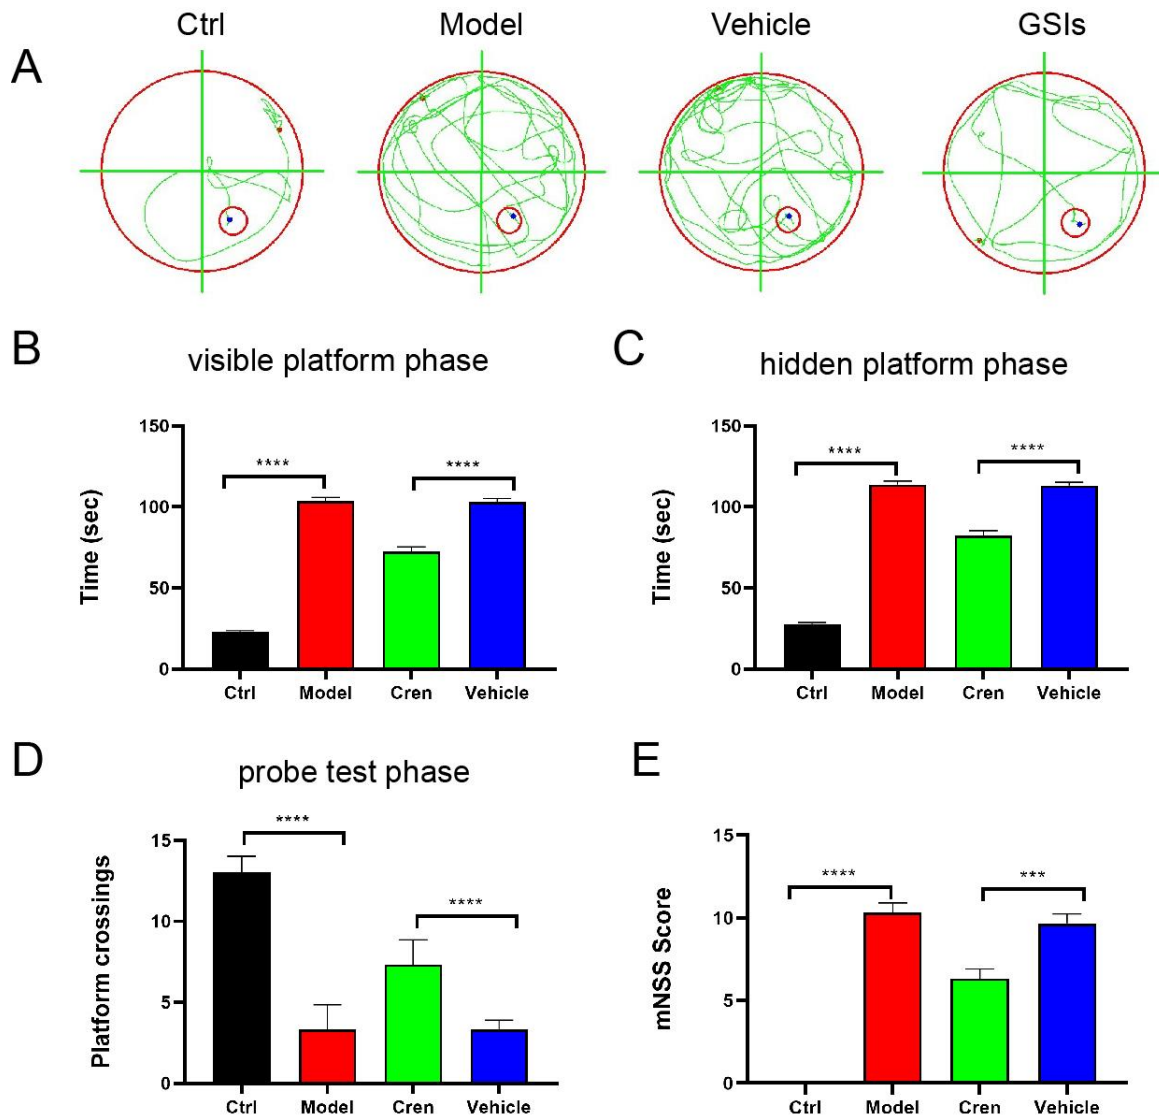 Ctrl Model Vehicle GSIs
A
B
visible platform phase
C
hidden platform phase
150
100
50
0
Time (sec)
****
****
Ctrl Model Cren Vehicle
150
100
50
0
Time (sec)
****
****
Ctrl Model Cren Vehicle
D
probe test phase
E
15
10
5
0
Platform crossings
****
****
Ctrl Model Cren Vehicle
15
10
5
0
mNSS Score
****
***
Ctrl Model Cren Vehicle